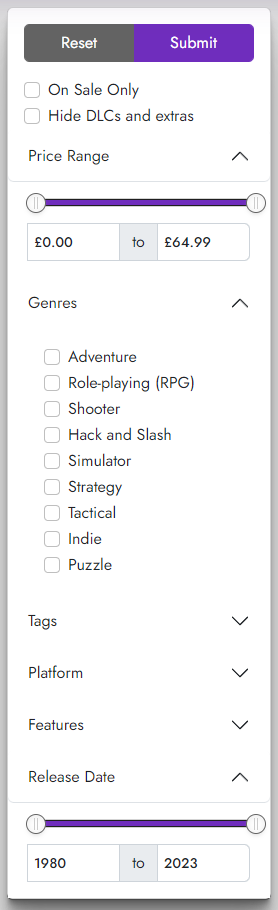 Reset Submit
On Sale Only
Hide DLCs and extras
Price Range
£0.00 to £64.99
Genres
Adventure
Role-playing (RPG)
Shooter
Hack and Slash
Simulator
Strategy
Tactical
Indie
Puzzle
Tags
Platform
Features
Release Date
1980 to 2023